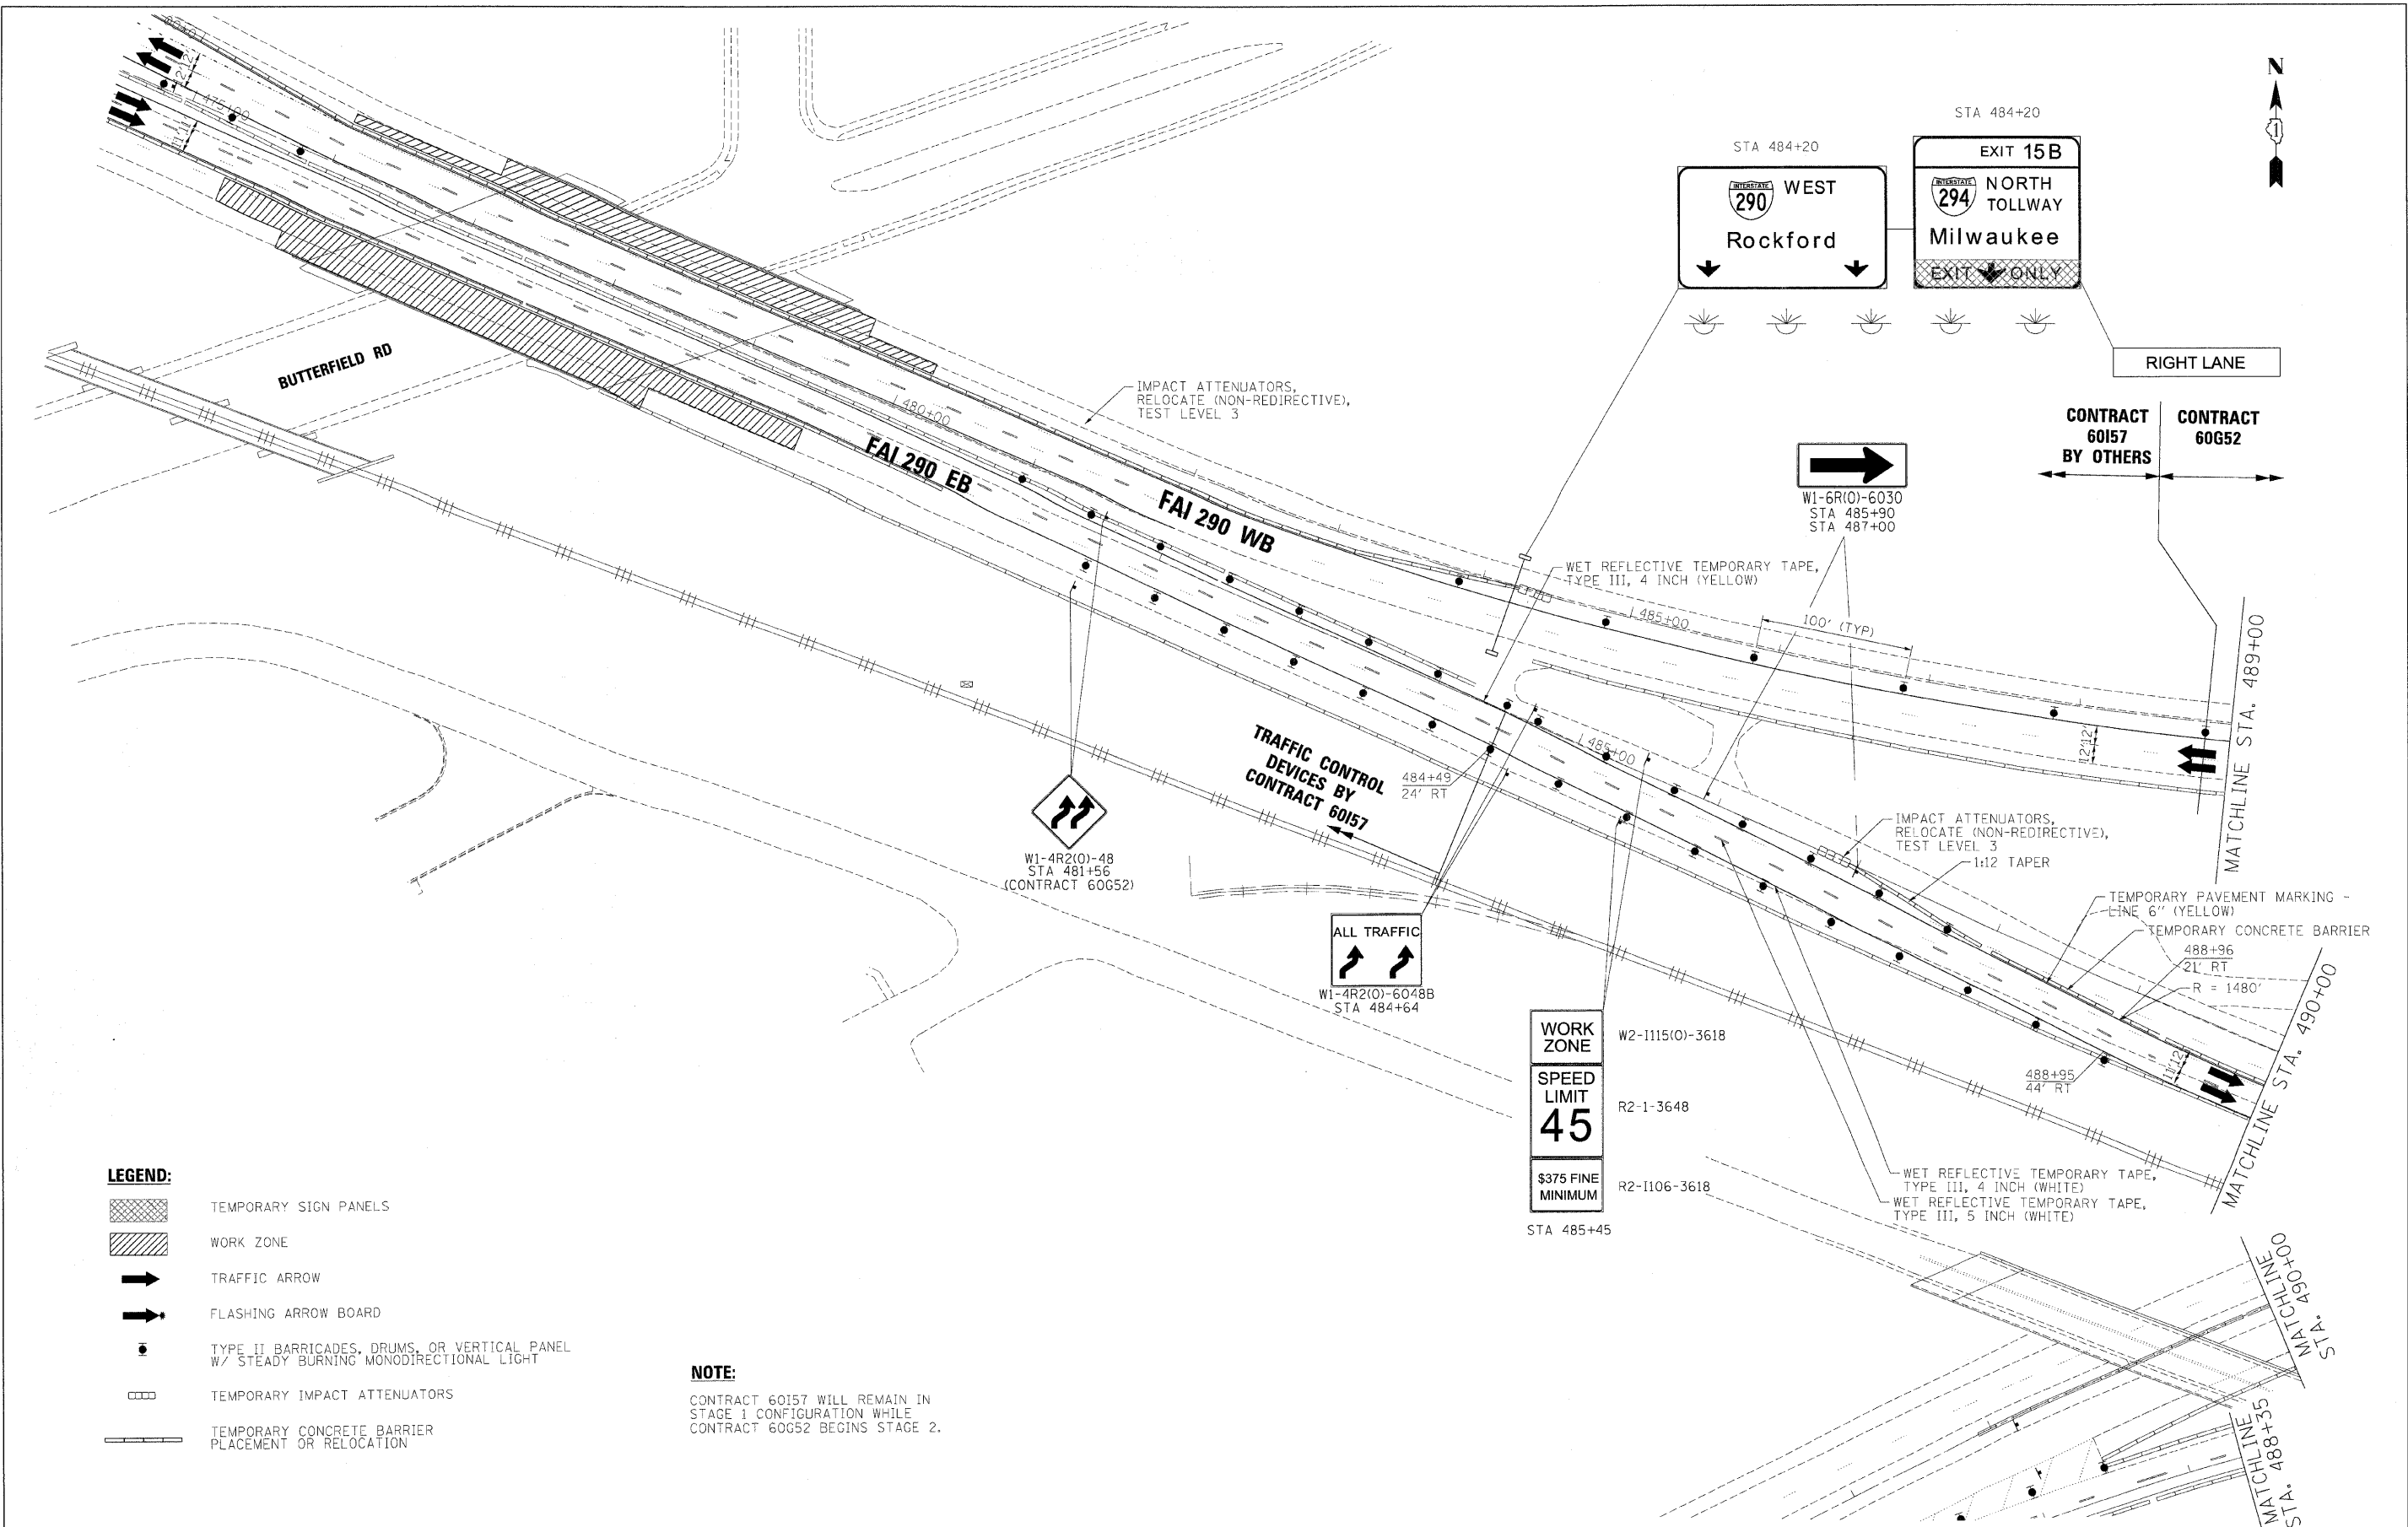 STA 484+20
STA 484+20
N
1
INTERSTATE
290
WEST
Rockford
EXIT 15B
INTERSTATE
294
NORTH
TOLLWAY
Milwaukee
EXIT ONLY
RIGHT LANE
CONTRACT
60I57
BY OTHERS
CONTRACT
60G52
W1-6R(O)-6030
STA 485+90
STA 487+00
475+00
BUTTERFIELD RD
IMPACT ATTENUATORS,
RELOCATE (NON-REDIRECTIVE),
TEST LEVEL 3
480+00
FAI 290 EB
FAI 290 WB
WET REFLECTIVE TEMPORARY TAPE,
TYPE III, 4 INCH (YELLOW)
485+00
100' (TYP)
12'
12'
MATCHLINE STA. 489+00
TRAFFIC CONTROL
DEVICES BY
CONTRACT 60I57
484+49
24' RT
485+00
W1-4R2(O)-48
STA 481+56
(CONTRACT 60G52)
ALL TRAFFIC
W1-4R2(O)-6048B
STA 484+64
IMPACT ATTENUATORS,
RELOCATE (NON-REDIRECTIVE),
TEST LEVEL 3
1:12 TAPER
TEMPORARY PAVEMENT MARKING -
LINE 6" (YELLOW)
TEMPORARY CONCRETE BARRIER
488+96
21' RT
R = 1480'
488+95
44' RT
11'
12'
MATCHLINE STA. 490+00
WORK
ZONE
W2-I115(O)-3618
SPEED
LIMIT
45
R2-1-3648
$375 FINE
MINIMUM
R2-I106-3618
STA 485+45
WET REFLECTIVE TEMPORARY TAPE,
TYPE III, 4 INCH (WHITE)
WET REFLECTIVE TEMPORARY TAPE,
TYPE III, 5 INCH (WHITE)
MATCHLINE
STA. 490+00
MATCHLINE
STA. 488+35
LEGEND:
TEMPORARY SIGN PANELS
WORK ZONE
TRAFFIC ARROW
FLASHING ARROW BOARD
TYPE II BARRICADES, DRUMS, OR VERTICAL PANEL
W/ STEADY BURNING MONODIRECTIONAL LIGHT
TEMPORARY IMPACT ATTENUATORS
TEMPORARY CONCRETE BARRIER
PLACEMENT OR RELOCATION
NOTE:
CONTRACT 60I57 WILL REMAIN IN
STAGE 1 CONFIGURATION WHILE
CONTRACT 60G52 BEGINS STAGE 2.